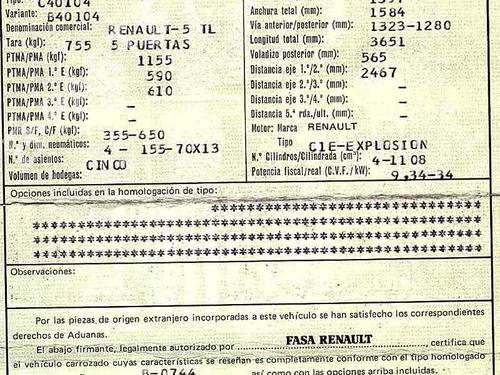 Tipo: C40104
Variante: B40104
Denominación comercial: RENAULT-5 TL
Tara (kgf): 755 5 PUERTAS
PTMA/PMA (kgf): 1155
PTMA/PMA 1.º E (kgf): 590
PTMA/PMA 2.º E (kgf): 610
PTMA/PMA 3.º E (kgf): —
PTMA/PMA 4.º E (kgf): —
PMR S/F, C/F (kgf): 355-650
N.º y dim. neumáticos: 4 - 155-70X13
N.º de asientos: CINCO
Volumen de bodegas:
Anchura total (mm): 1584
Vía anterior/posterior (mm): 1323-1280
Longitud total (mm): 3651
Voladizo posterior (mm): 565
Distancia eje 1.º/2.º (mm): 2467
Distancia eje 2.º/3.º (mm): —
Distancia eje 3.º/4.º (mm): —
Distancia 5.ª rda./ult. (mm): —
Motor: Marca RENAULT
Tipo C1E-EXPLOSION
N.º Cilindros/Cilindrada (cm³): 4-1108
Potencia fiscal/real (C.V.F./kW): 9,34-34
Opciones incluidas en la homologación de tipo:
Observaciones:
Por las piezas de origen extranjero incorporadas a este vehículo se han satisfecho los correspondientes
derechos de Aduanas.
El abajo firmante, legalmente autorizado por FASA RENAULT, certifica que
el vehículo carrozado cuyas características se reseñan es completamente conforme con el tipo homologado
B-0744 así como con las opciones arriba incluidas.